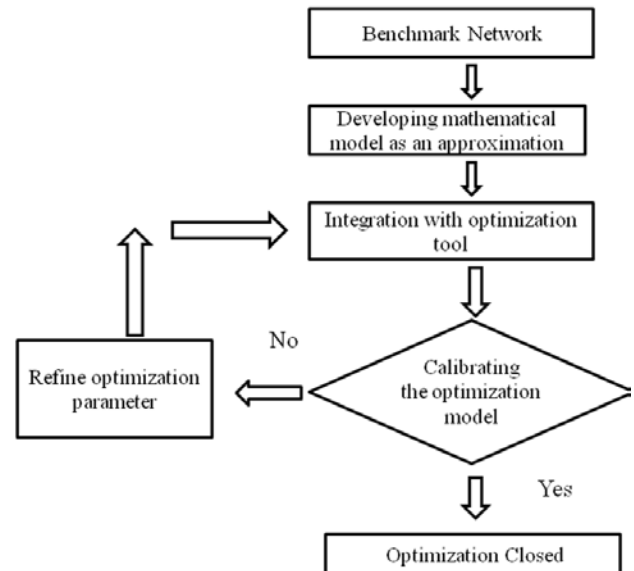 Benchmark Network
Developing mathematical
model as an approximation
Integration with optimization
tool
No
Refine optimization
parameter
Calibrating
the optimization
model
Yes
Optimization Closed